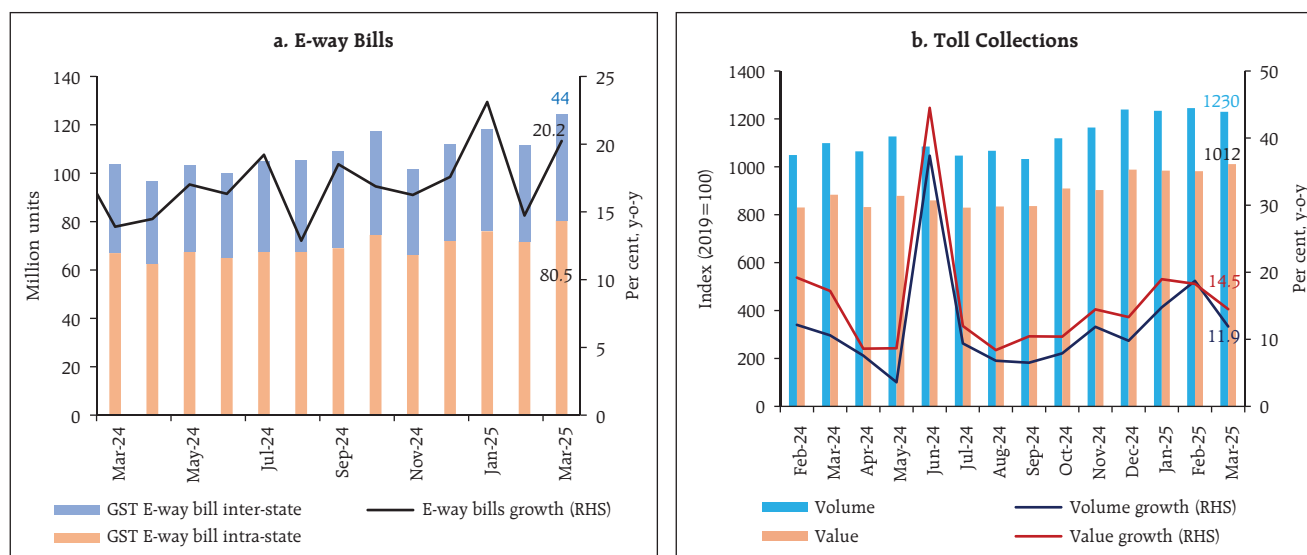 a. E-way Bills
140
120
100
80
60
40
20
0
Million units
25
20
15
10
5
0
Per cent, y-o-y
44
20.2
80.5
Mar-24
May-24
Jul-24
Sep-24
Nov-24
Jan-25
Mar-25
GST E-way bill inter-state
E-way bills growth (RHS)
GST E-way bill intra-state
b. Toll Collections
1400
1200
1000
800
600
400
200
0
Index (2019=100)
50
40
30
20
10
0
Per cent, y-o-y
1230
1012
14.5
11.9
Feb-24
Mar-24
Apr-24
May-24
Jun-24
Jul-24
Aug-24
Sep-24
Oct-24
Nov-24
Dec-24
Jan-25
Feb-25
Mar-25
Volume
Volume growth (RHS)
Value
Value growth (RHS)